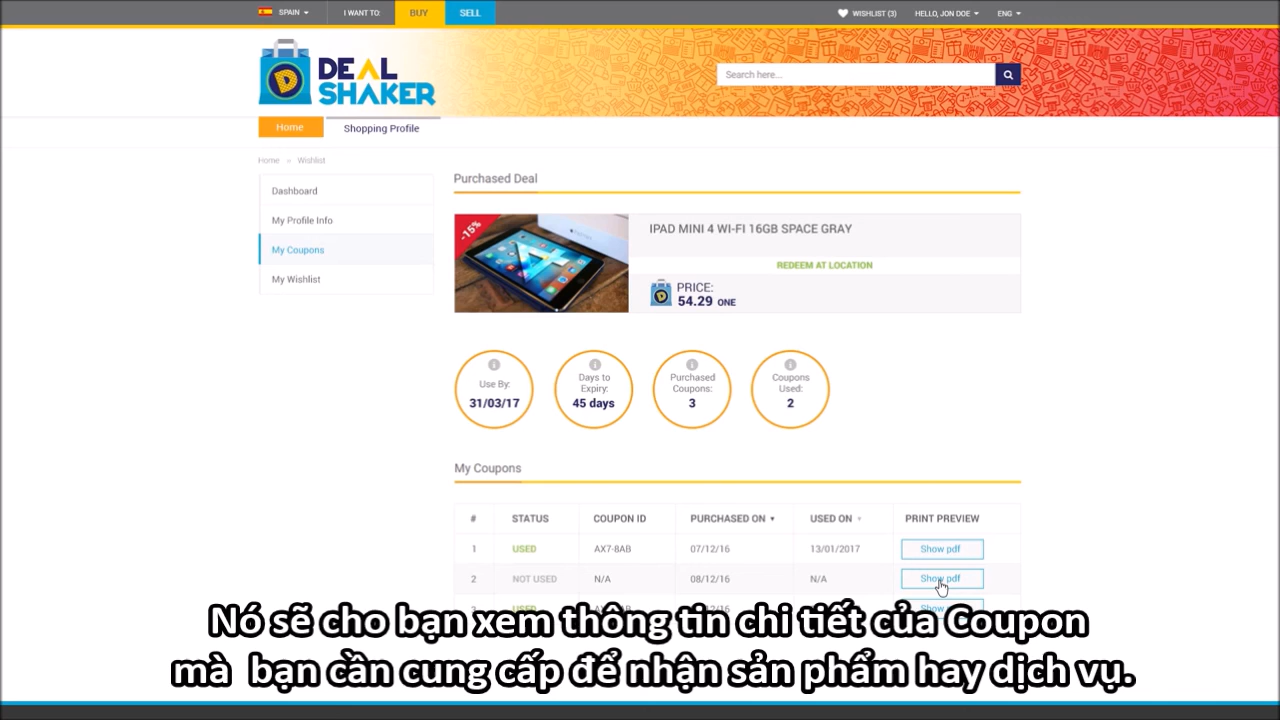 SPAIN
I WANT TO:
BUY
SELL
WISHLIST (3)
HELLO, JON DOE
ENG
DEAL
SHAKER
Search here...
Home
Shopping Profile
Home » Wishlist
Dashboard
My Profile Info
My Coupons
My Wishlist
Purchased Deal
-15%
IPAD MINI 4 WI-FI 16GB SPACE GRAY
REDEEM AT LOCATION
PRICE:
54.29 ONE
Use By:
31/03/17
Days to
Expiry:
45 days
Purchased
Coupons:
3
Coupons
Used:
2
My Coupons
# STATUS COUPON ID PURCHASED ON USED ON PRINT PREVIEW
1 USED AX7-8AB 07/12/16 13/01/2017 Show pdf
2 NOT USED N/A 08/12/16 N/A Show pdf
Nó sẽ cho bạn xem thông tin chi tiết của Coupon
mà bạn cần cung cấp để nhận sản phẩm hay dịch vụ.